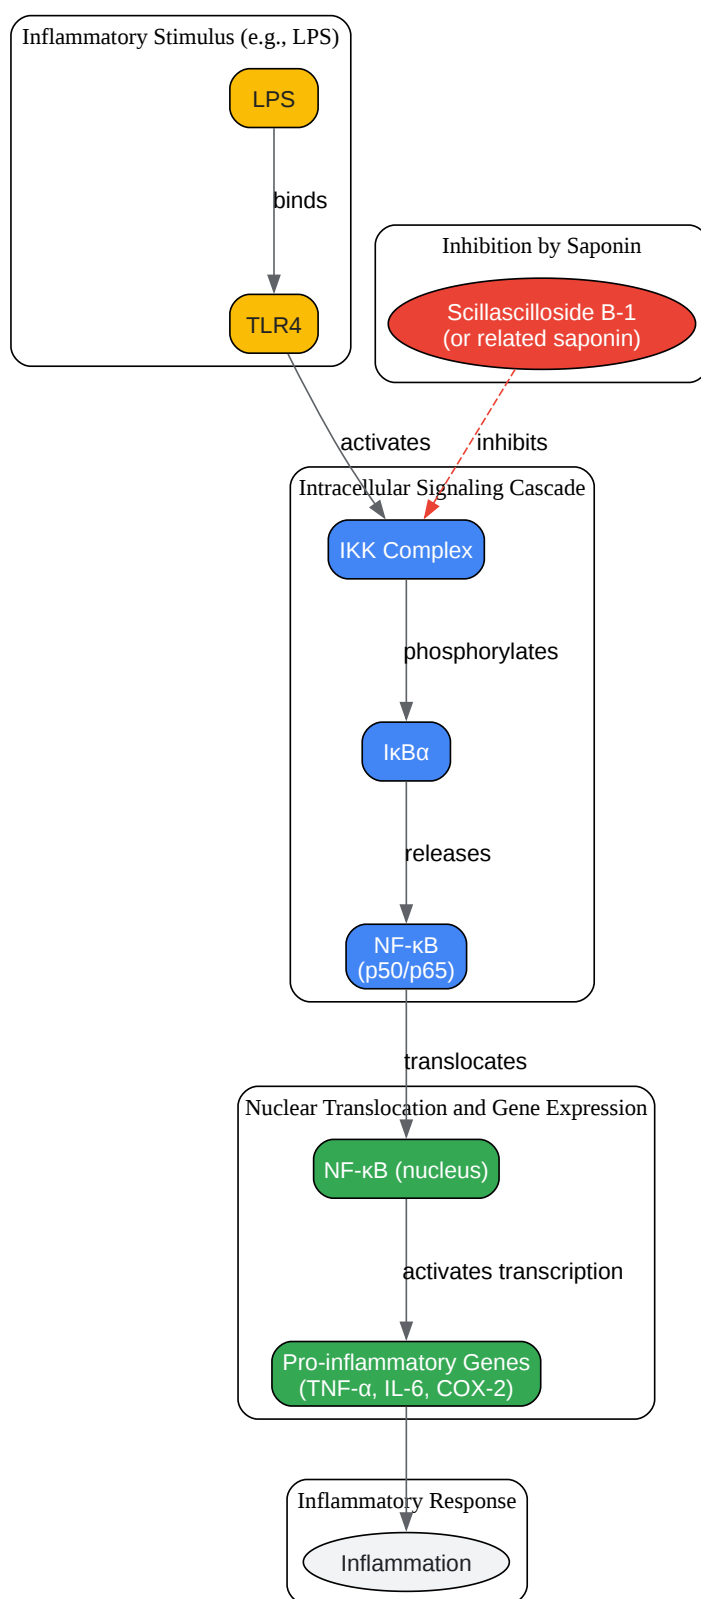 Inflammatory Stimulus (e.g., LPS)
LPS
binds
TLR4
Inhibition by Saponin
Scillascilloside B-1
(or related saponin)
activates
inhibits
Intracellular Signaling Cascade
IKK Complex
phosphorylates
IκBα
releases
NF-κB
(p50/p65)
translocates
Nuclear Translocation and Gene Expression
NF-κB (nucleus)
activates transcription
Pro-inflammatory Genes
(TNF-α, IL-6, COX-2)
Inflammatory Response
Inflammation